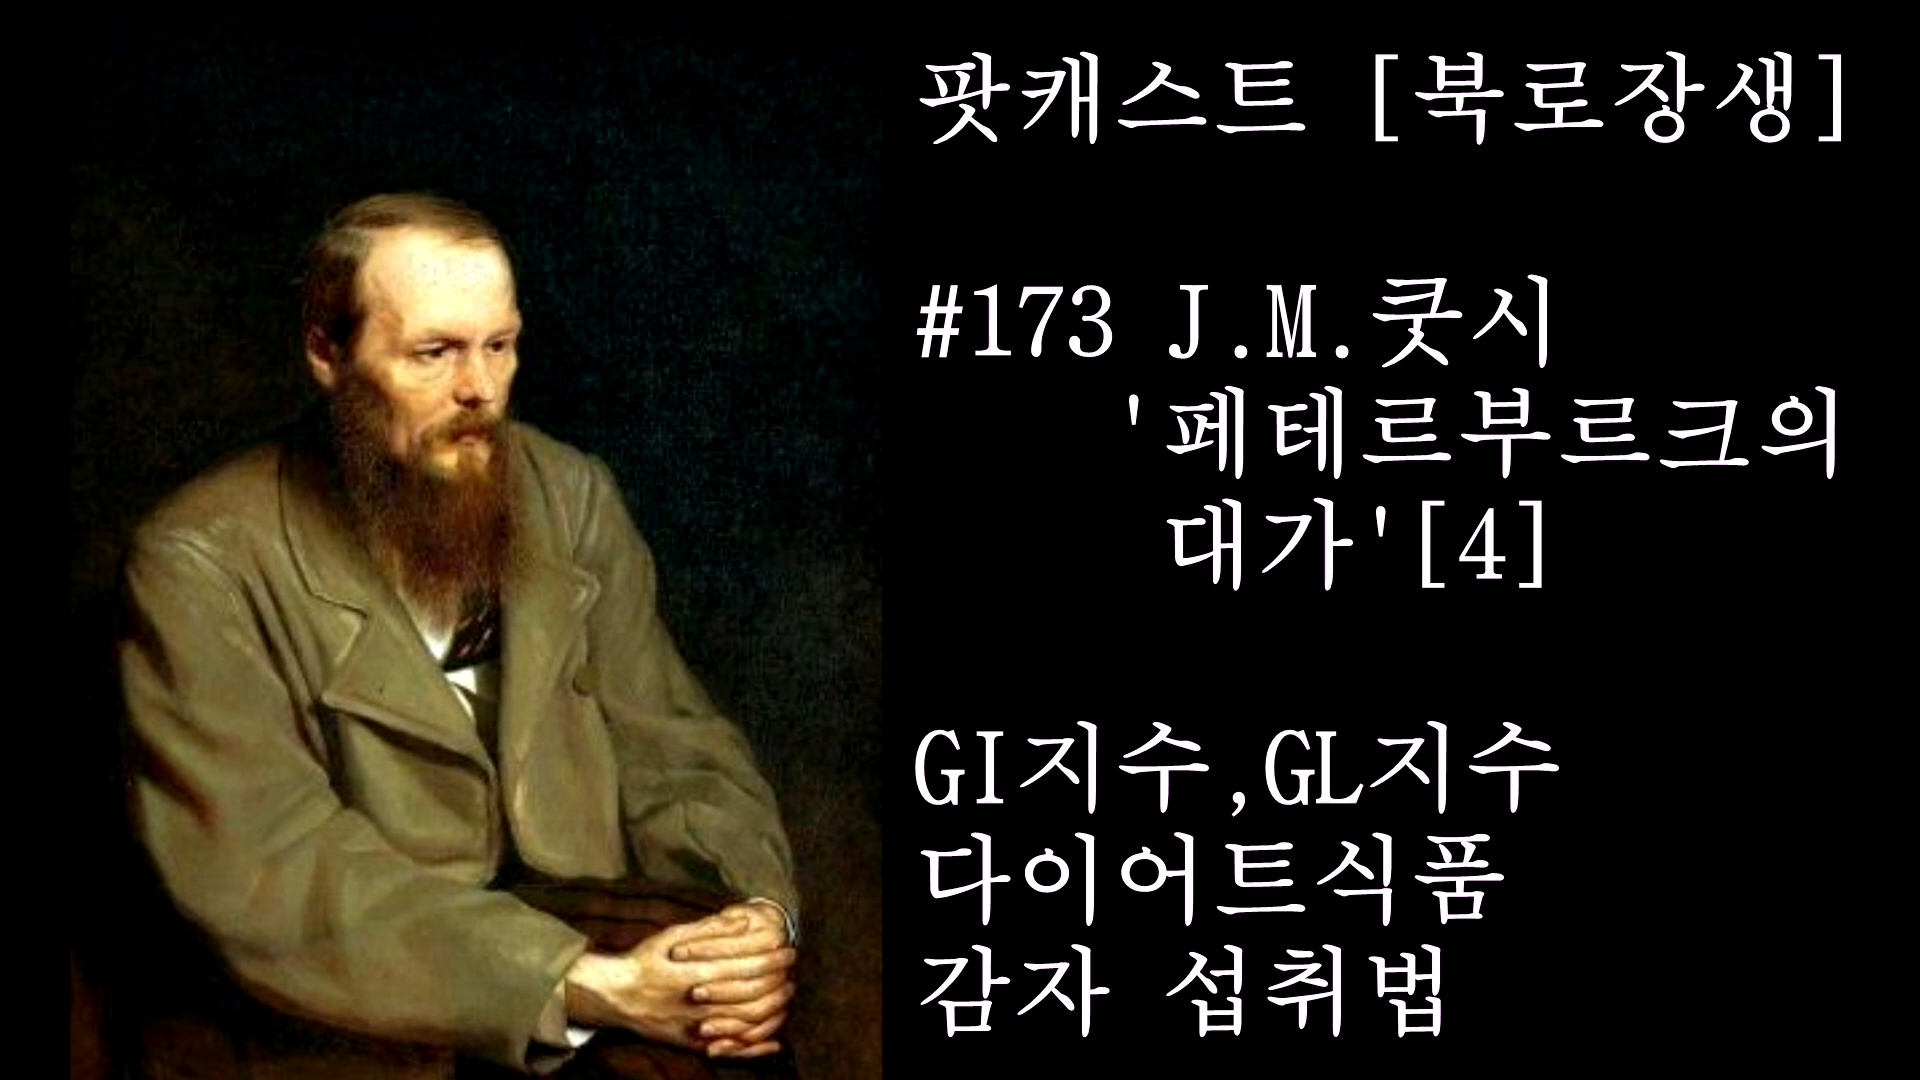 팟캐스트 [북로장생]
#173 J.M.쿳시
'페테르부르크의
대가'[4]
GI지수,GL지수
다이어트식품
감자 섭취법